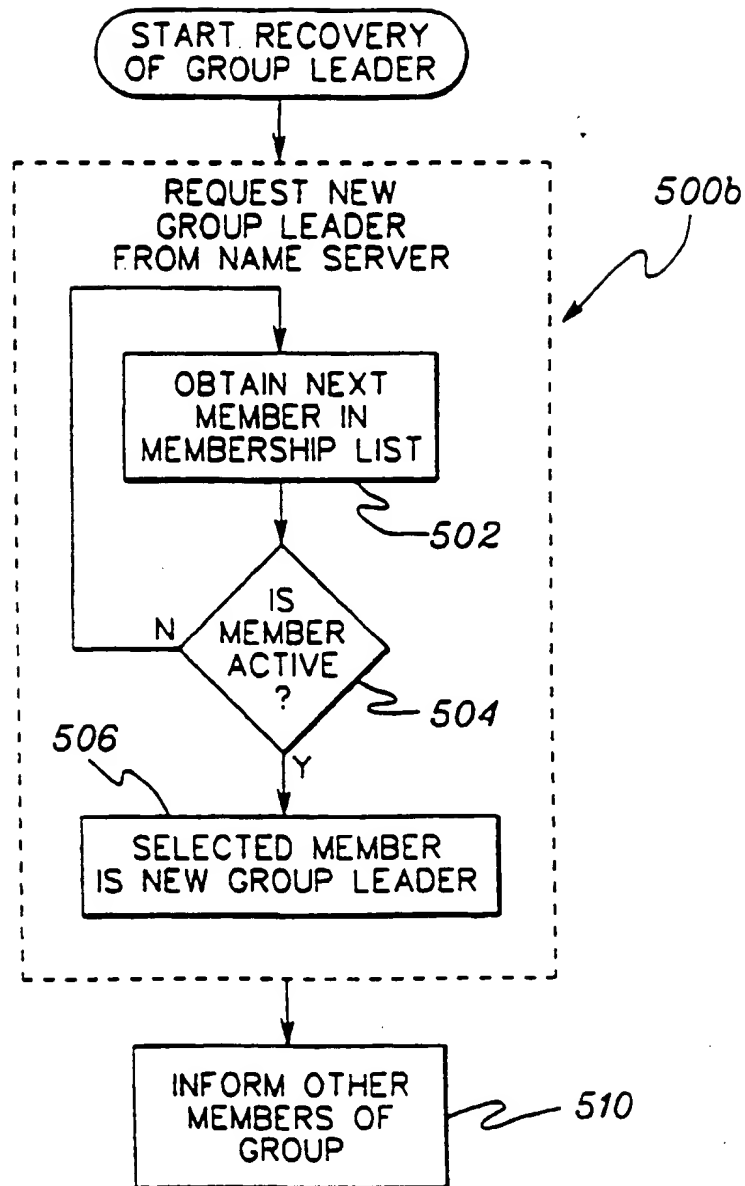 START RECOVERY
OF GROUP LEADER
REQUEST NEW
GROUP LEADER
FROM NAME SERVER
500b
OBTAIN NEXT
MEMBER IN
MEMBERSHIP LIST
502
IS
MEMBER
ACTIVE
?
N
504
Y
506
SELECTED MEMBER
IS NEW GROUP LEADER
INFORM OTHER
MEMBERS OF
GROUP
510